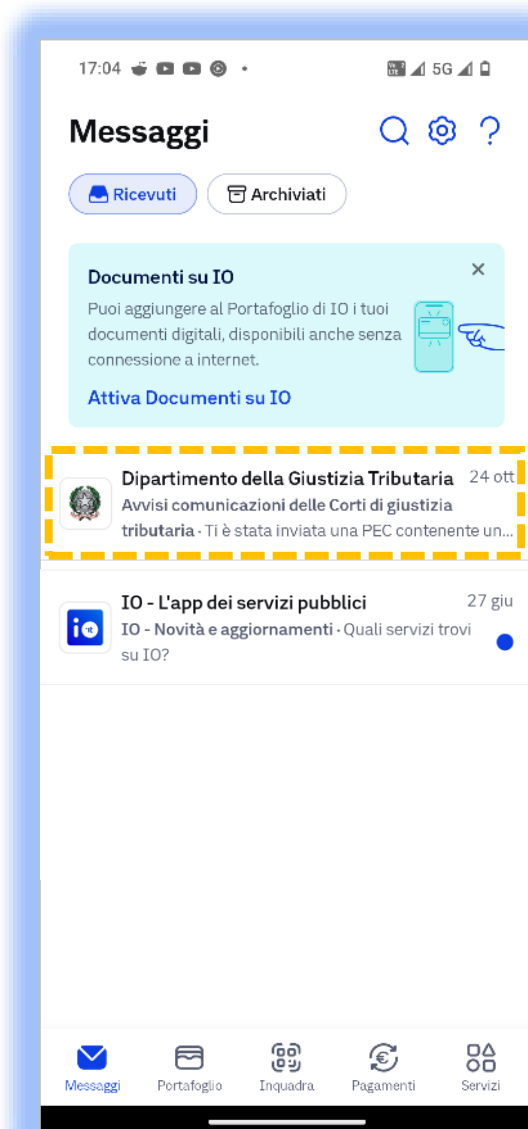 17:04 5G
Messaggi
Ricevuti Archiviati
Documenti su IO
Puoi aggiungere al Portafoglio di IO i tuoi
documenti digitali, disponibili anche senza
connessione a internet.
Attiva Documenti su IO
Dipartimento della Giustizia Tributaria 24 ott
Avvisi comunicazioni delle Corti di giustizia
tributaria · Ti è stata inviata una PEC contenente un...
IO - L'app dei servizi pubblici 27 giu
IO - Novità e aggiornamenti · Quali servizi trovi
su IO?
Messaggi Portafoglio Inquadra Pagamenti Servizi